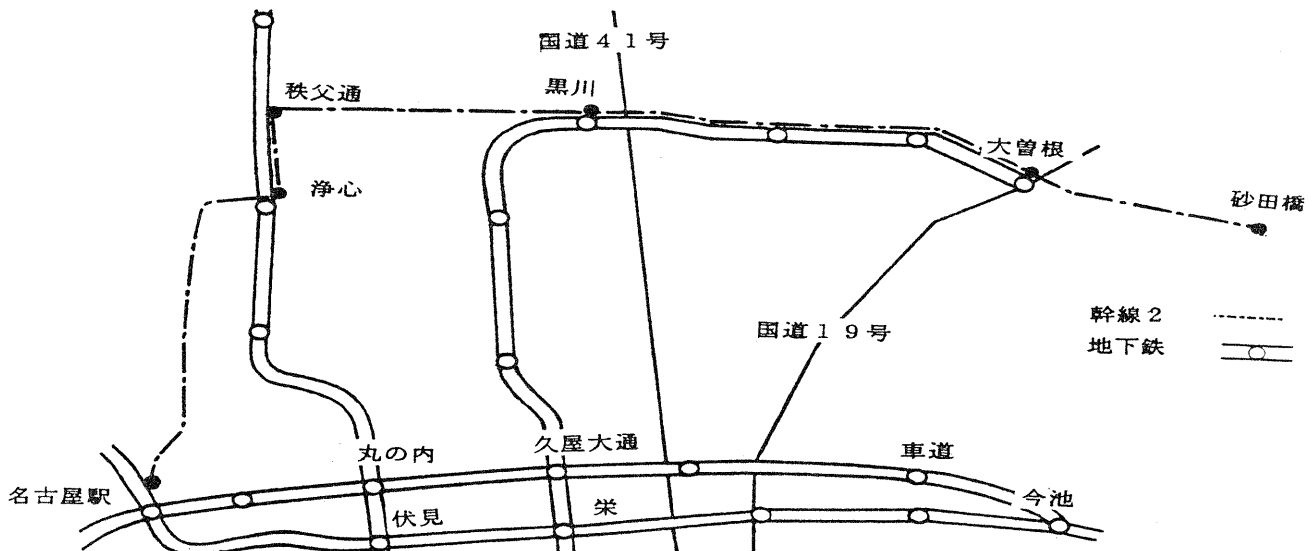 国道41号
秩父通
黒川
大曽根
浄心
砂田橋
幹線2
国道19号
地下鉄
久屋大通
丸の内
車道
名古屋駅
今池
伏見
栄